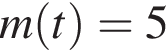 m(t) = 5